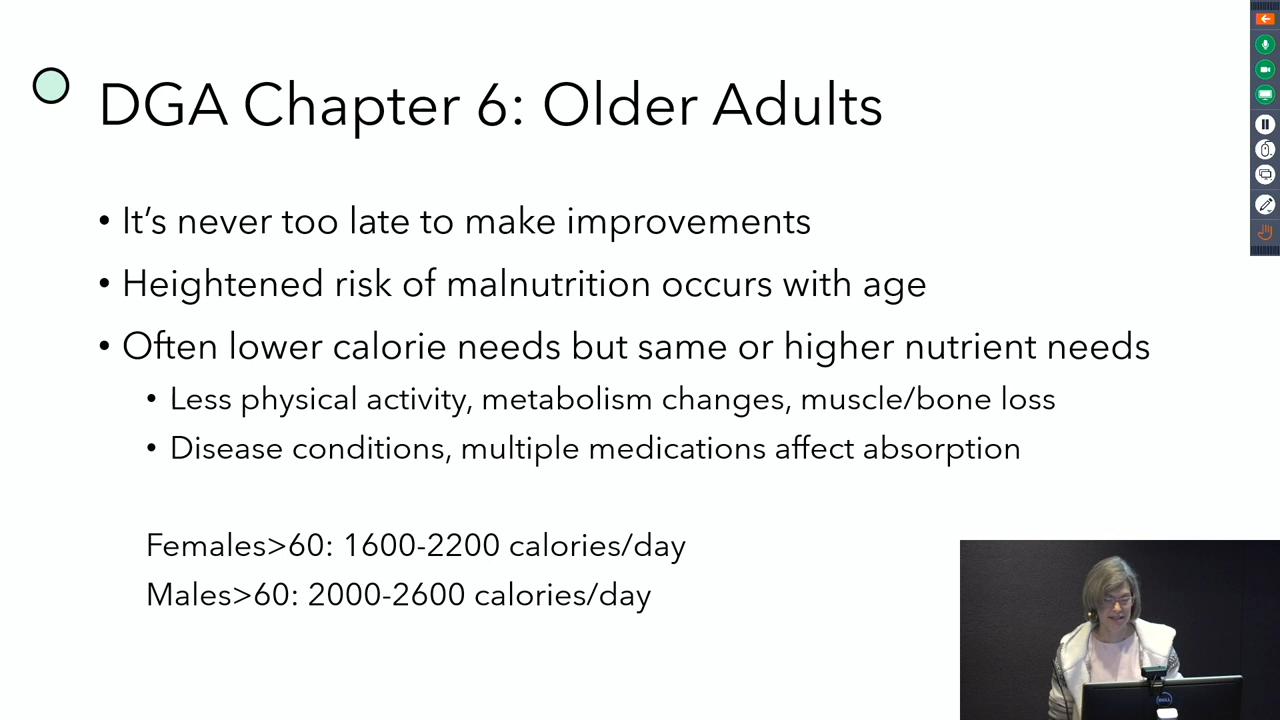 DGA Chapter 6: Older Adults
• It’s never too late to make improvements
• Heightened risk of malnutrition occurs with age
• Often lower calorie needs but same or higher nutrient needs
• Less physical activity, metabolism changes, muscle/bone loss
• Disease conditions, multiple medications affect absorption
Females>60: 1600-2200 calories/day
Males>60: 2000-2600 calories/day
DELL